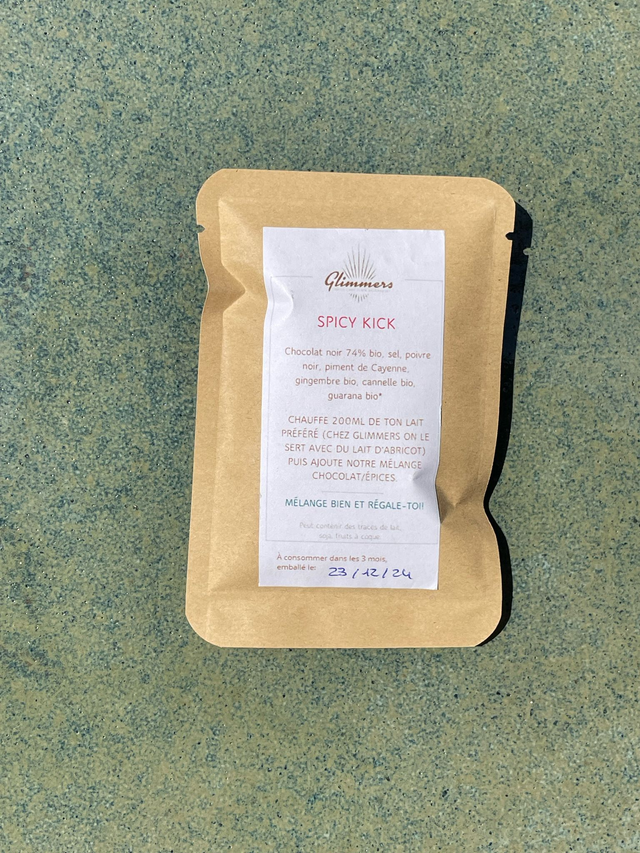 Glimmers
SPICY KICK
Chocolat noir 74% bio, sel, poivre
noir, piment de Cayenne,
gingembre bio, cannelle bio,
guarana bio*
CHAUFFE 200ML DE TON LAIT
PRÉFÉRÉ (CHEZ GLIMMERS ON LE
SERT AVEC DU LAIT D'ABRICOT)
PUIS AJOUTE NOTRE MÉLANGE
CHOCOLAT/ÉPICES.
MÉLANGE BIEN ET RÉGALE-TOI!
Peut contenir des traces de lait,
soja, fruits à coque
À consommer dans les 3 mois,
emballé le: 23/12/24